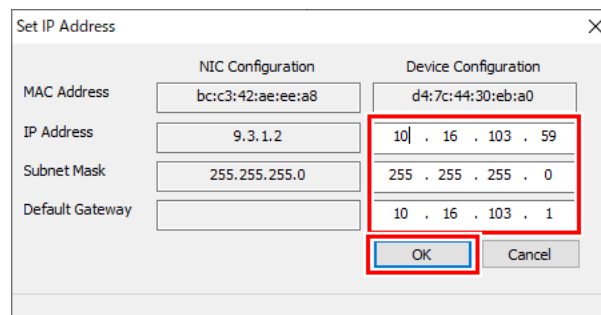 Set IP Address
NIC Configuration Device Configuration
MAC Address bc:c3:42:ae:ee:a8 d4:7c:44:30:eb:a0
IP Address 9.3.1.2 10 . 16 . 103 . 59
Subnet Mask 255.255.255.0 255 . 255 . 255 . 0
Default Gateway 10 . 16 . 103 . 1
OK Cancel